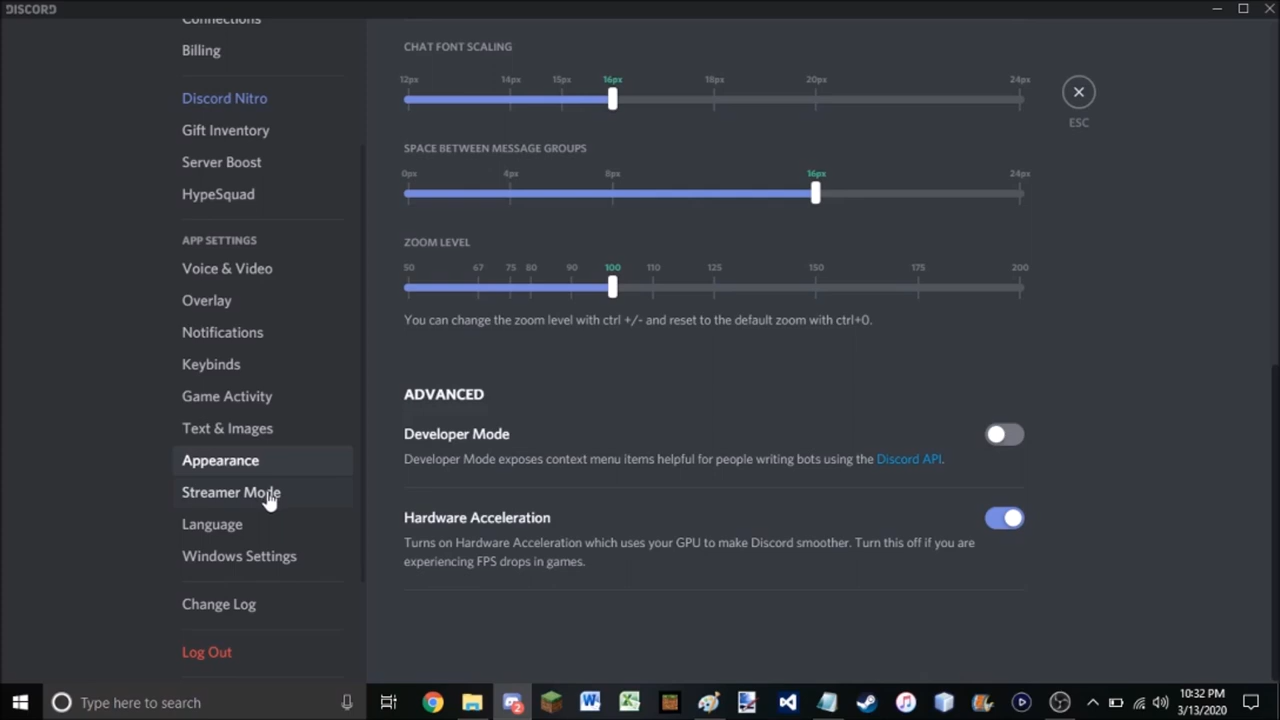 DISCORD
Connections
Billing
Discord Nitro
Gift Inventory
Server Boost
HypeSquad
APP SETTINGS
Voice & Video
Overlay
Notifications
Keybinds
Game Activity
Text & Images
Appearance
Streamer Mode
Language
Windows Settings
Change Log
Log Out
CHAT FONT SCALING
12px 14px 15px 16px 18px 20px 24px
SPACE BETWEEN MESSAGE GROUPS
0px 4px 8px 16px 24px
ZOOM LEVEL
50 67 75 80 90 100 110 125 150 175 200
You can change the zoom level with ctrl +/- and reset to the default zoom with ctrl+0.
ADVANCED
Developer Mode
Developer Mode exposes context menu items helpful for people writing bots using the Discord API.
Hardware Acceleration
Turns on Hardware Acceleration which uses your GPU to make Discord smoother. Turn this off if you are
experiencing FPS drops in games.
ESC
Type here to search
2
10:32 PM
3/13/2020